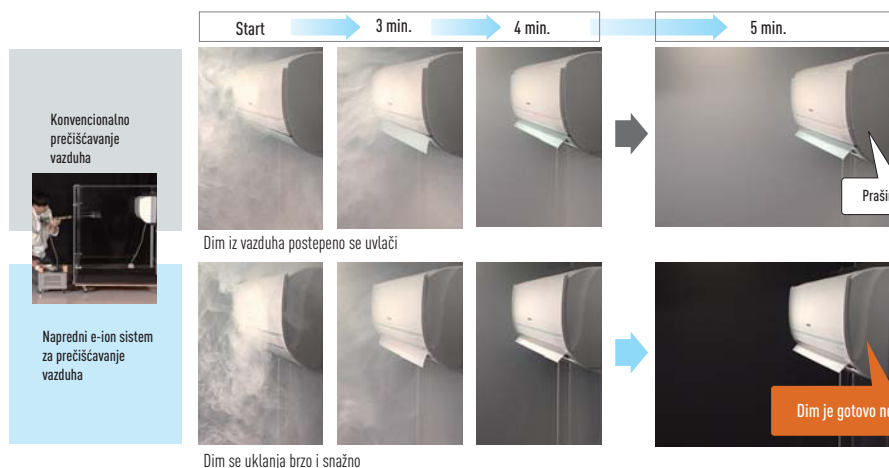 Start
3 min.
4 min.
5 min.
Konvencionalno
prečišćavanje
vazduha
Dim iz vazduha postepeno se uvlači
Napredni e-ion sistem
za prečišćavanje
vazduha
Dim je gotovo
Dim se uklanja brzo i snažno